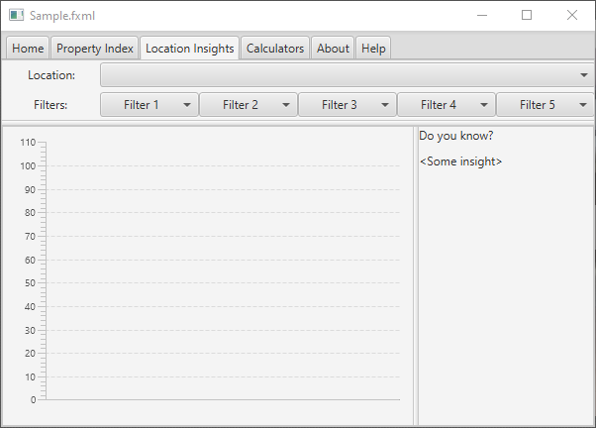 Sample.fxml
Home Property Index Location Insights Calculators About Help
Location:
Filters: Filter 1 Filter 2 Filter 3 Filter 4 Filter 5
Do you know?
<Some insight>
110
100
90
80
70
60
50
40
30
20
10
0